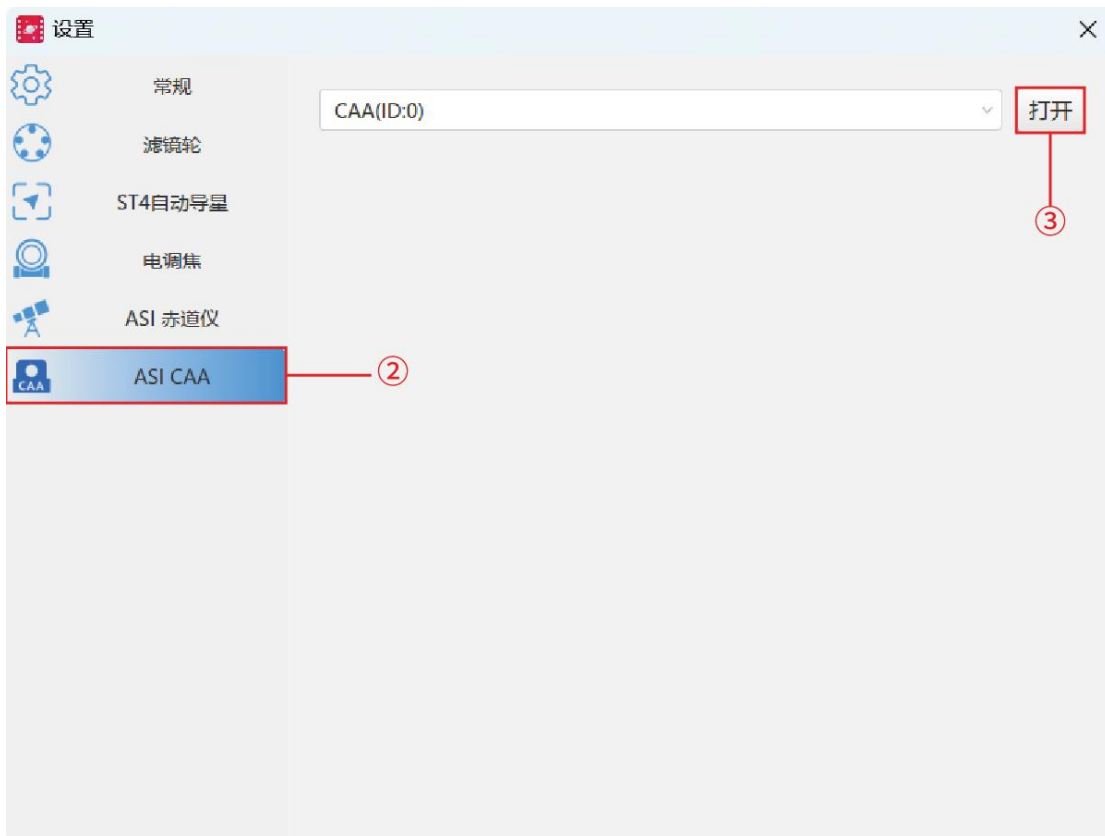 设置
常规
CAA(ID:0)
打开
滤镜轮
ST4自动导星
③
电调焦
ASI 赤道仪
CAA
ASI CAA
②